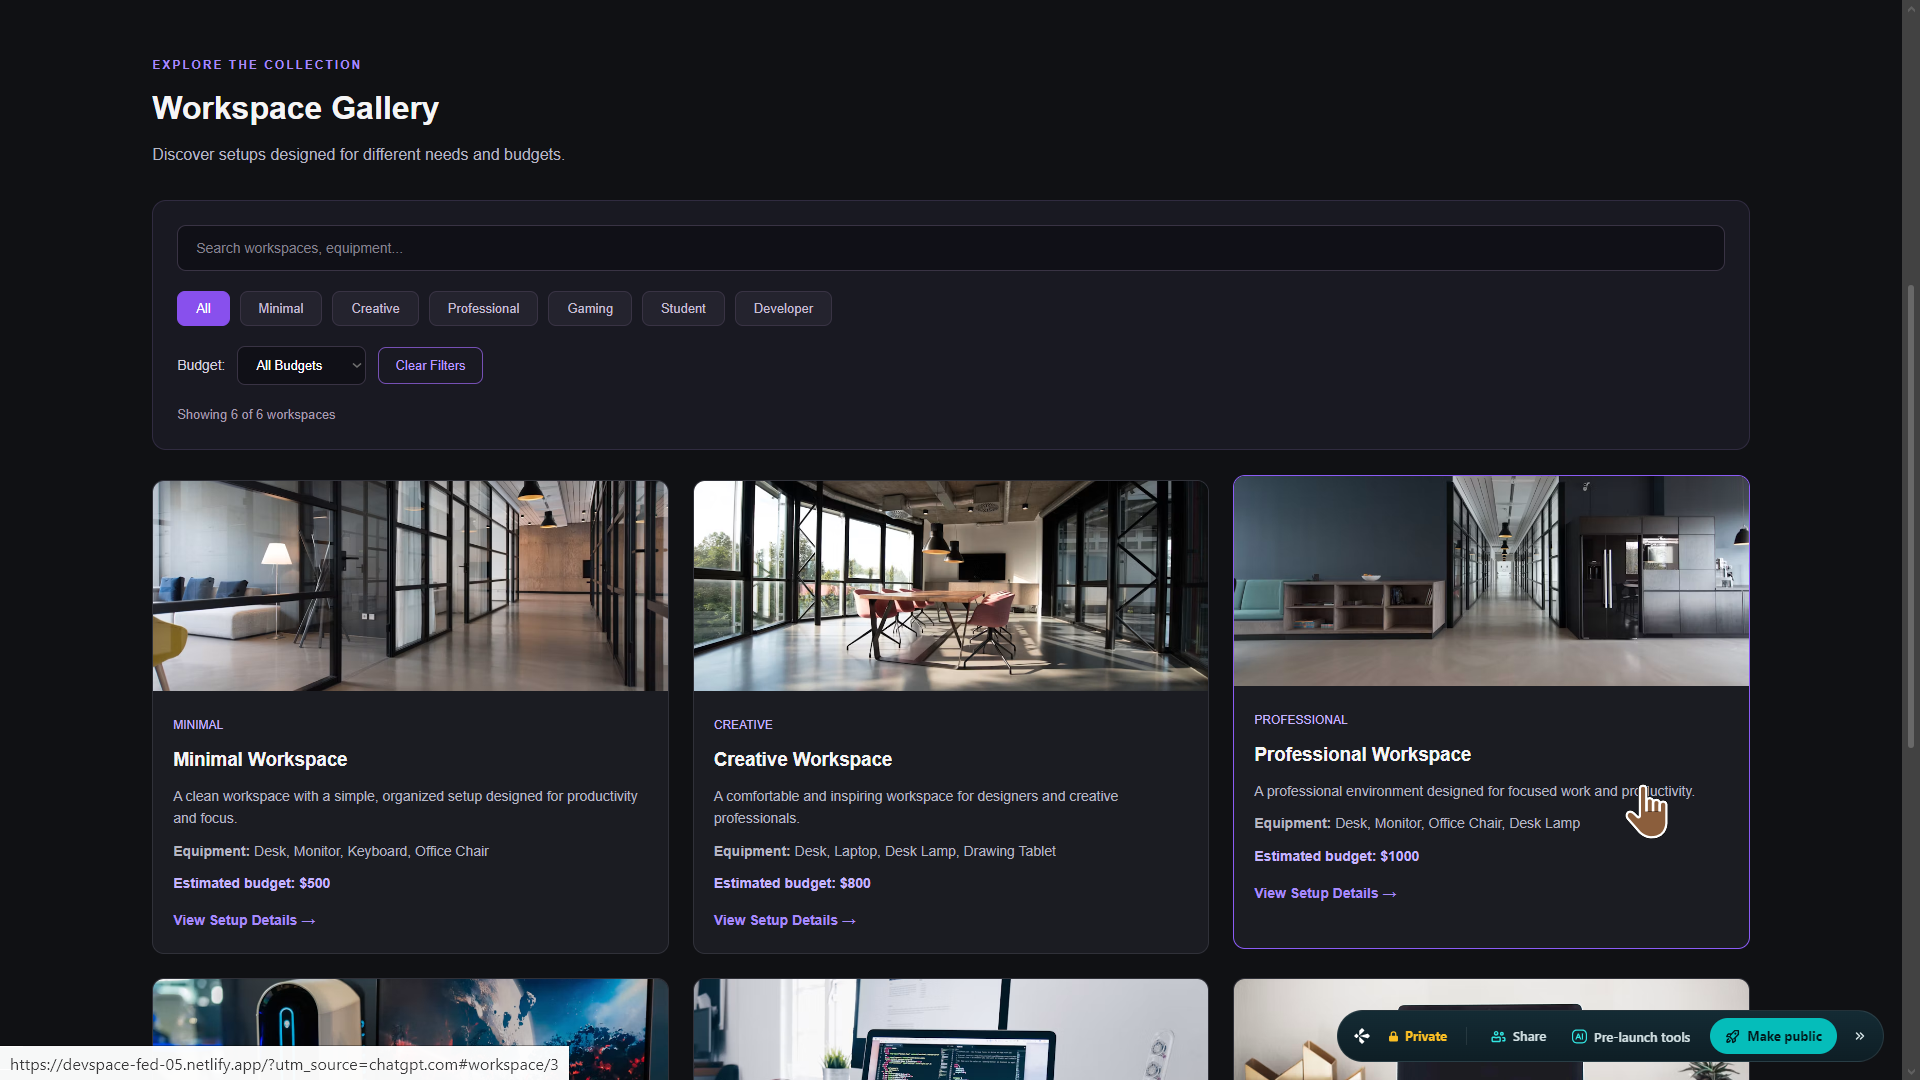 EXPLORE THE COLLECTION
Workspace Gallery
Discover setups designed for different needs and budgets.
Search workspaces, equipment...
All
Minimal
Creative
Professional
Gaming
Student
Developer
Budget:
All Budgets
Clear Filters
Showing 6 of 6 workspaces
MINIMAL
Minimal Workspace
A clean workspace with a simple, organized setup designed for productivity
and focus.
Equipment: Desk, Monitor, Keyboard, Office Chair
Estimated budget: $500
View Setup Details →
CREATIVE
Creative Workspace
A comfortable and inspiring workspace for designers and creative
professionals.
Equipment: Desk, Laptop, Desk Lamp, Drawing Tablet
Estimated budget: $800
View Setup Details →
PROFESSIONAL
Professional Workspace
A professional environment designed for focused work and productivity.
Equipment: Desk, Monitor, Office Chair, Desk Lamp
Estimated budget: $1000
View Setup Details →
Private
Share
AI
Pre-launch tools
Make public
»
https://devspace-fed-05.netlify.app/?utm_source=chatgpt.com#workspace/3